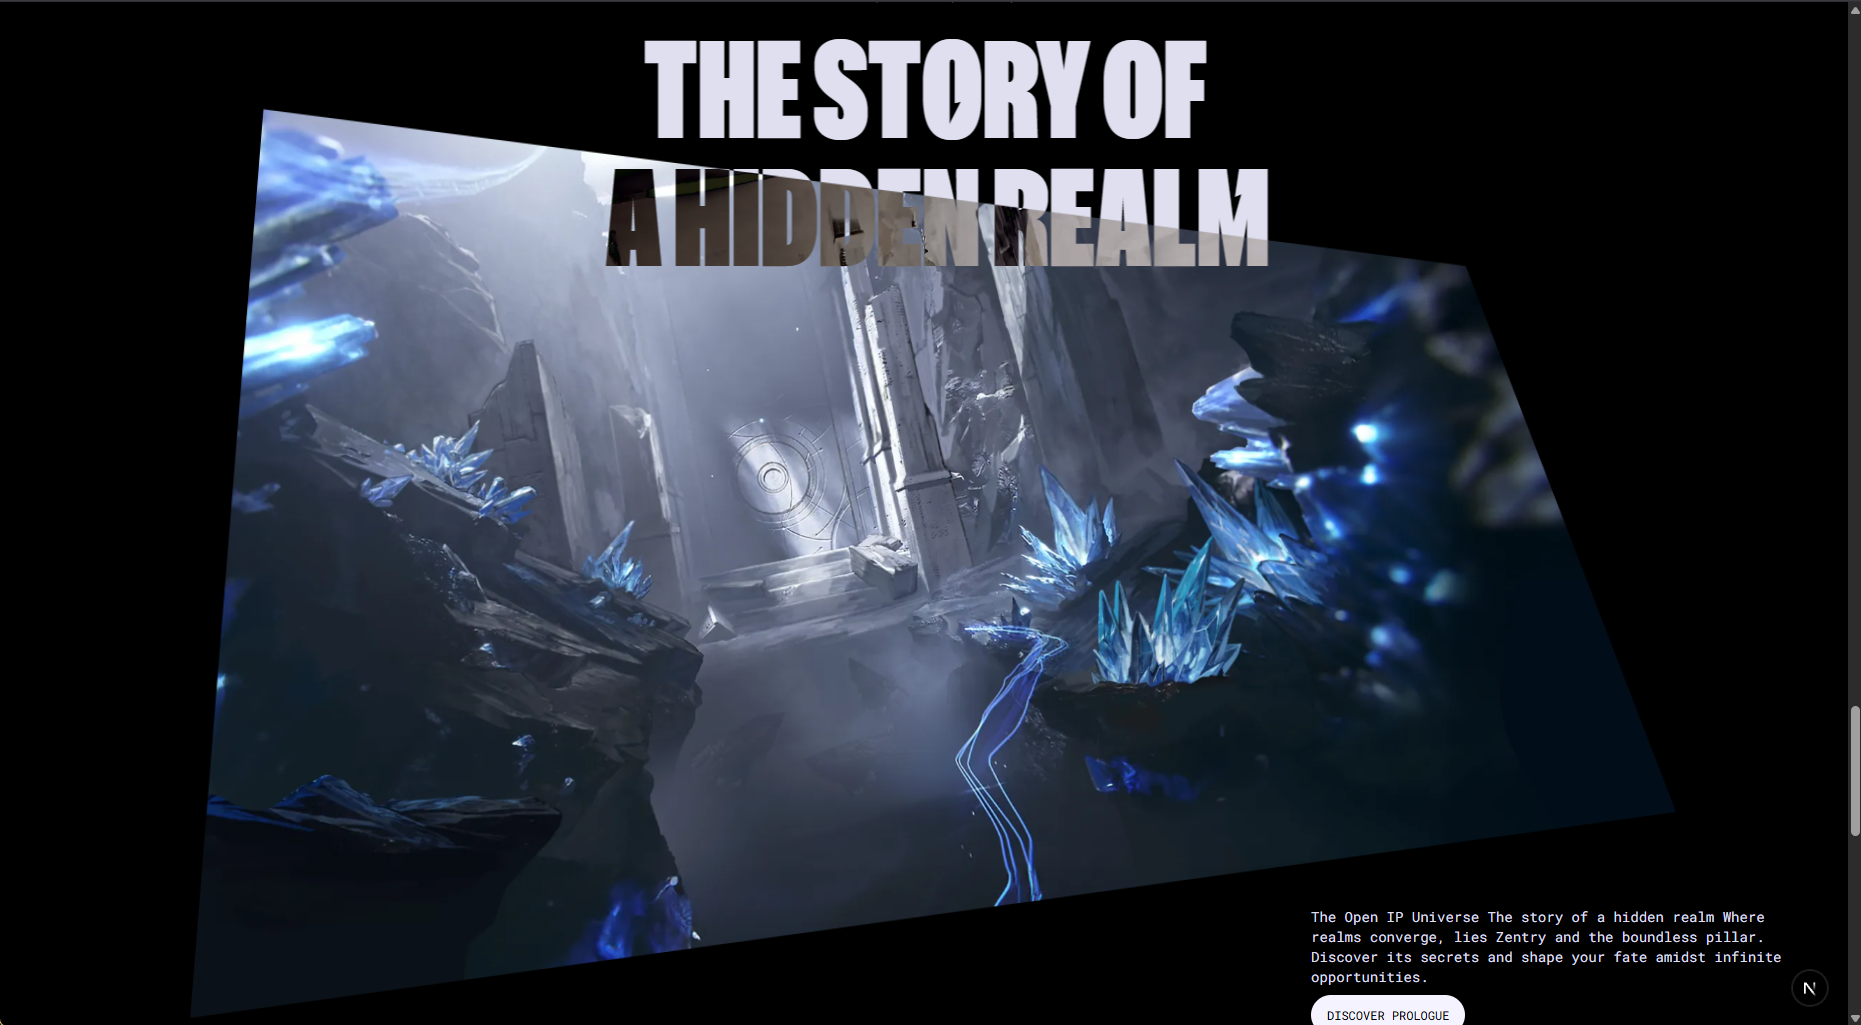 THE STORY OF
A HIDDEN REALM
The Open IP Universe The story of a hidden realm Where
realms converge, lies Zentry and the boundless pillar.
Discover its secrets and shape your fate amidst infinite
opportunities.
N
DISCOVER PROLOGUE